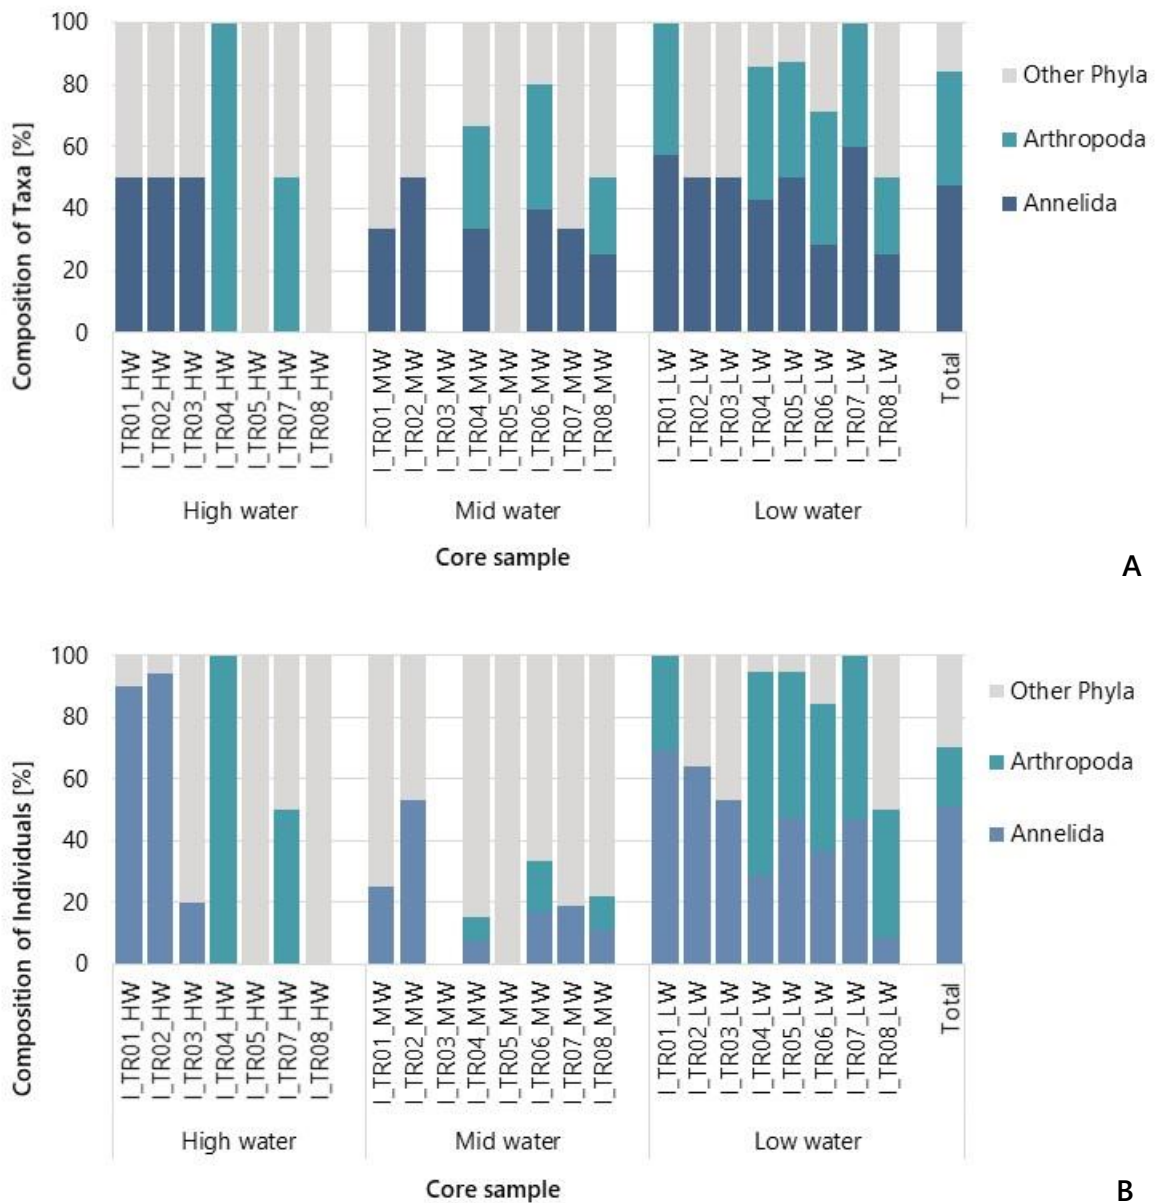 100
80
60
40
20
0
Composition of Taxa [%]
Other Phyla
Arthropoda
Annelida
I_TR01_HW
I_TR02_HW
I_TR03_HW
I_TR04_HW
I_TR05_HW
I_TR07_HW
I_TR08_HW
I_TR01_MW
I_TR02_MW
I_TR03_MW
I_TR04_MW
I_TR05_MW
I_TR06_MW
I_TR07_MW
I_TR08_MW
I_TR01_LW
I_TR02_LW
I_TR03_LW
I_TR04_LW
I_TR05_LW
I_TR06_LW
I_TR07_LW
I_TR08_LW
Total
High water
Mid water
Low water
Core sample
A
100
80
60
40
20
0
Composition of Individuals [%]
Other Phyla
Arthropoda
Annelida
I_TR01_HW
I_TR02_HW
I_TR03_HW
I_TR04_HW
I_TR05_HW
I_TR07_HW
I_TR08_HW
I_TR01_MW
I_TR02_MW
I_TR03_MW
I_TR04_MW
I_TR05_MW
I_TR06_MW
I_TR07_MW
I_TR08_MW
I_TR01_LW
I_TR02_LW
I_TR03_LW
I_TR04_LW
I_TR05_LW
I_TR06_LW
I_TR07_LW
I_TR08_LW
Total
High water
Mid water
Low water
Core sample
B